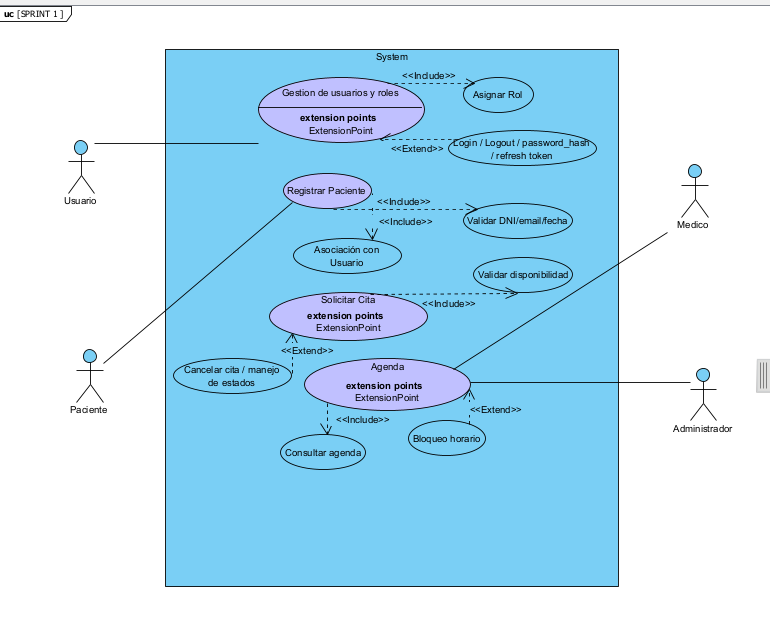 uc [SPRINT 1 ]
System
<<Include>>
Gestion de usuarios y roles
Asignar Rol
extension points
ExtensionPoint
<<Extend>>
Login / Logout / password_hash
/ refresh token
Usuario
Registrar Paciente
<<Include>>
<<Include>>
Validar DNI/email/fecha
Medico
Asociación con
Usuario
Validar disponibilidad
Solicitar Cita
<<Include>>
extension points
ExtensionPoint
<<Extend>>
Cancelar cita / manejo
de estados
Agenda
extension points
ExtensionPoint
Paciente
<<Extend>>
<<Include>>
Administrador
Bloqueo horario
Consultar agenda